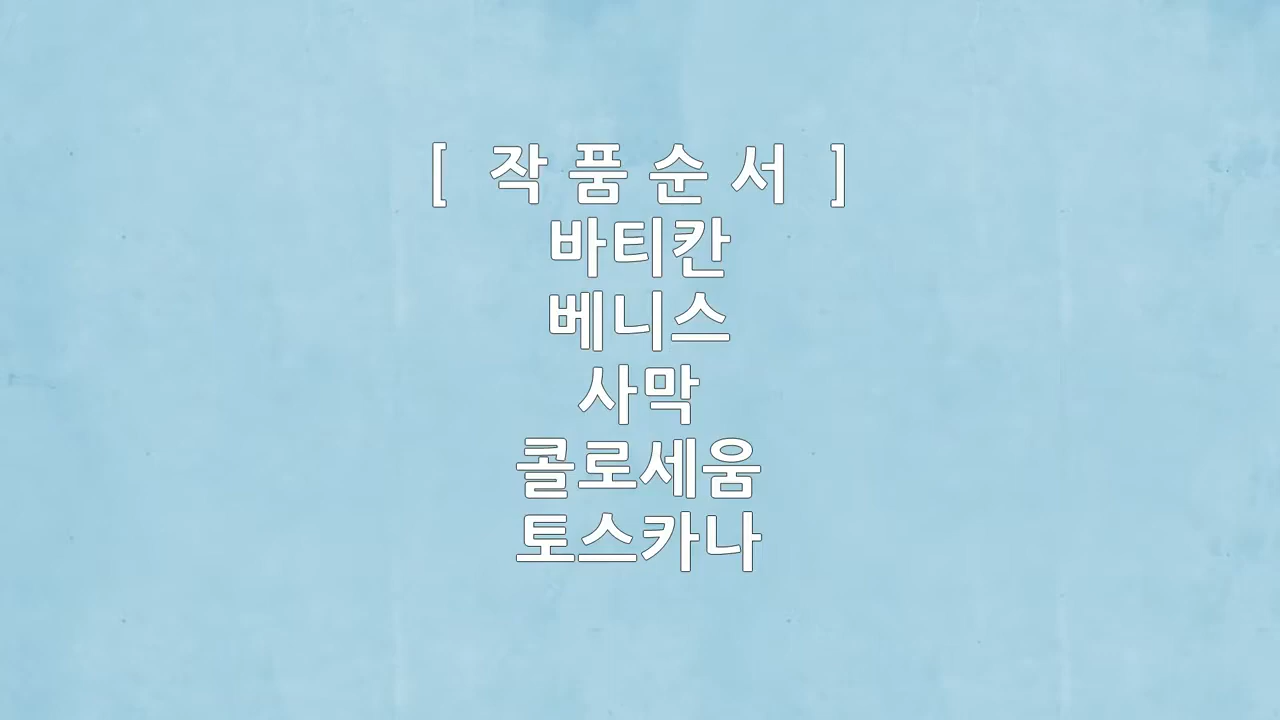 [ 작 품 순 서 ]
바티칸
베니스
사막
콜로세움
토스카나